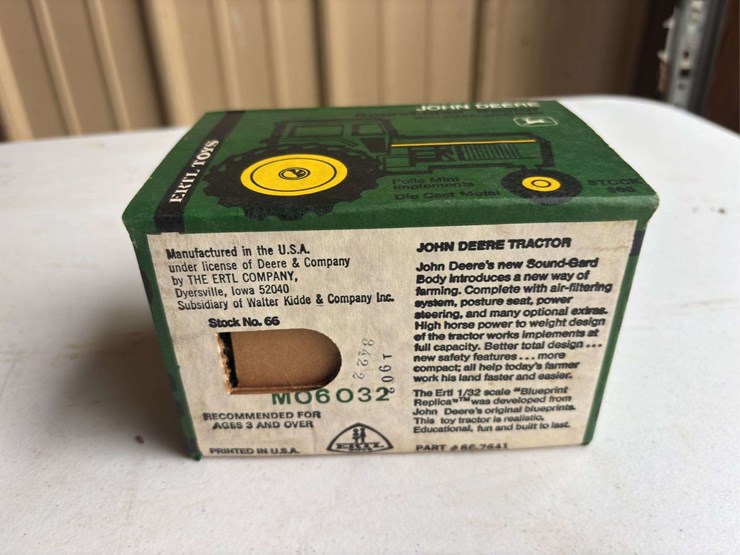 JOHN DEERE
ERTL TOYS
Pulls Mini
Implements
Die Cast Metal
STOCK
Manufactured in the U.S.A.
under license of Deere & Company
by THE ERTL COMPANY,
Dyersville, Iowa 52040
Subsidiary of Walter Kidde & Company Inc.
Stock No. 66
MO6032
RECOMMENDED FOR
AGES 3 AND OVER
PRINTED IN U.S.A.
ERTL
JOHN DEERE TRACTOR
John Deere's new Sound-Gard
Body introduces a new way of
farming. Complete with air-filtering
system, posture seat, power
steering, and many optional extras.
High horse power to weight design
of the tractor works implements at
full capacity. Better total design ...
new safety features ... more
compact; all help today's farmer
work his land faster and easier.
The Ertl 1/32 scale "Blueprint
Replica"™ was developed from
John Deere's original blueprints.
This toy tractor is realistic.
Educational, fun and built to last.
PART # 66-7641